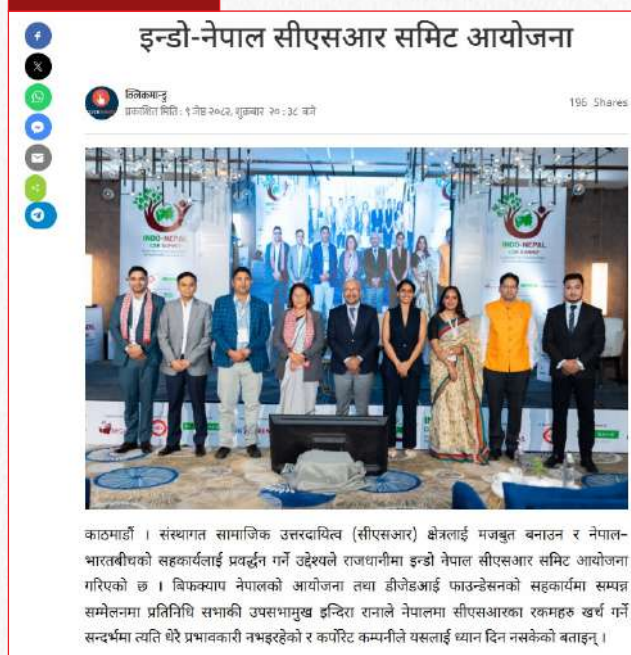 इन्डो-नेपाल सीएसआर समिट आयोजना
क्लिकमान्डु
प्रकाशित मिति : ९ जेष्ठ २०८२, शुक्रबार २० : ३८ बजे
196 Shares
INDO-NEPAL
CSR SUMMIT
INDO-NEPAL
काठमाडौं । संस्थागत सामाजिक उत्तरदायित्व (सीएसआर) क्षेत्रलाई मजबुत बनाउन र नेपाल–
भारतबीचको सहकार्यलाई प्रवर्द्धन गर्ने उद्देश्यले राजधानीमा इन्डो नेपाल सीएसआर समिट आयोजना
गरिएको छ । बिफक्याप नेपालको आयोजना तथा डीजेडआई फाउन्डेसनको सहकार्यमा सम्पन्न
सम्मेलनमा प्रतिनिधि सभाकी उपसभामुख इन्दिरा रानाले नेपालमा सीएसआरका रकमहरु खर्च गर्ने
सन्दर्भमा त्यति धेरै प्रभावकारी नभइरहेको र कर्पोरेट कम्पनीले यसलाई ध्यान दिन नसकेको बताइन् ।